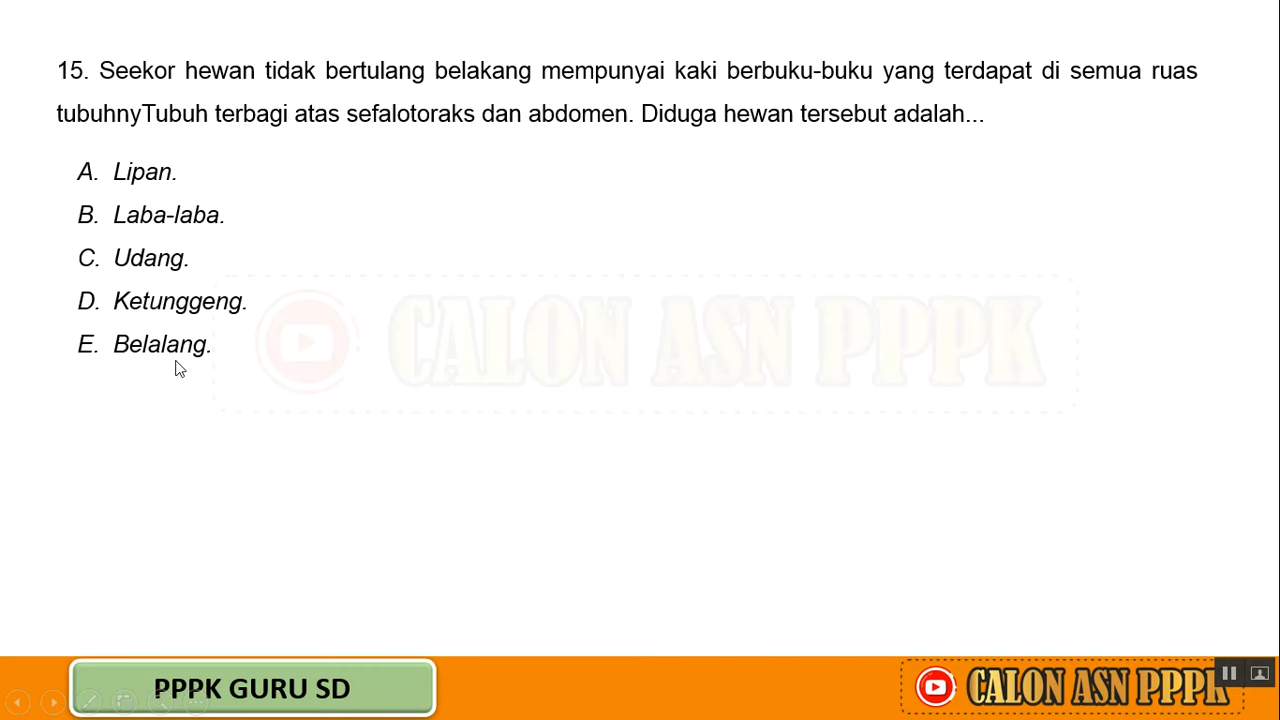 15. Seekor hewan tidak bertulang belakang mempunyai kaki berbuku-buku yang terdapat di semua ruas
tubuhnyTubuh terbagi atas sefalotoraks dan abdomen. Diduga hewan tersebut adalah...
A. Lipan.
B. Laba-laba.
C. Udang.
D. Ketunggeng.
E. Belalang.
CALON ASN PPPK
PPPK GURU SD
CALON ASN PPPK